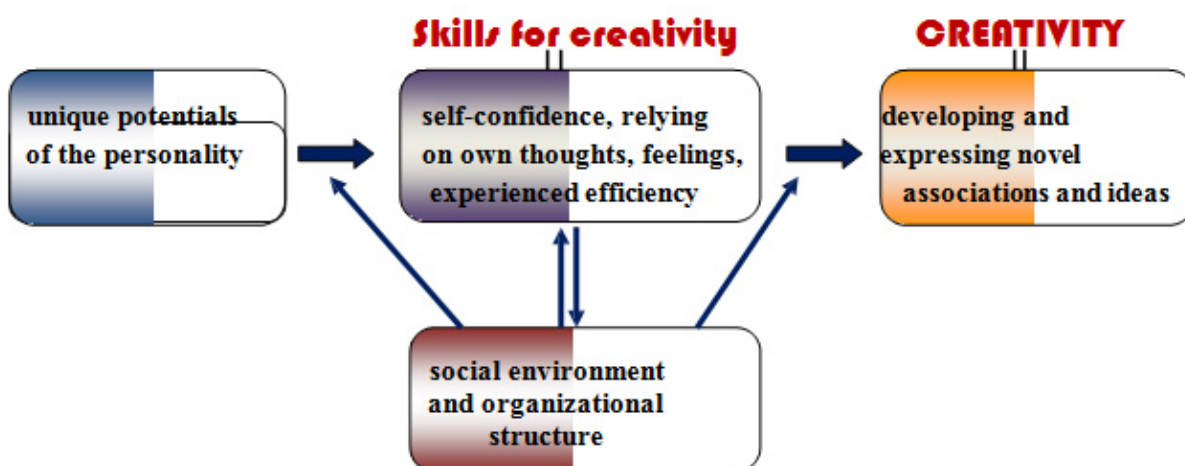 Skills for creativity
CREATIVITY
unique potentials
of the personality
self-confidence, relying
on own thoughts, feelings,
experienced efficiency
developing and
expressing novel
associations and ideas
social environment
and organizational
structure